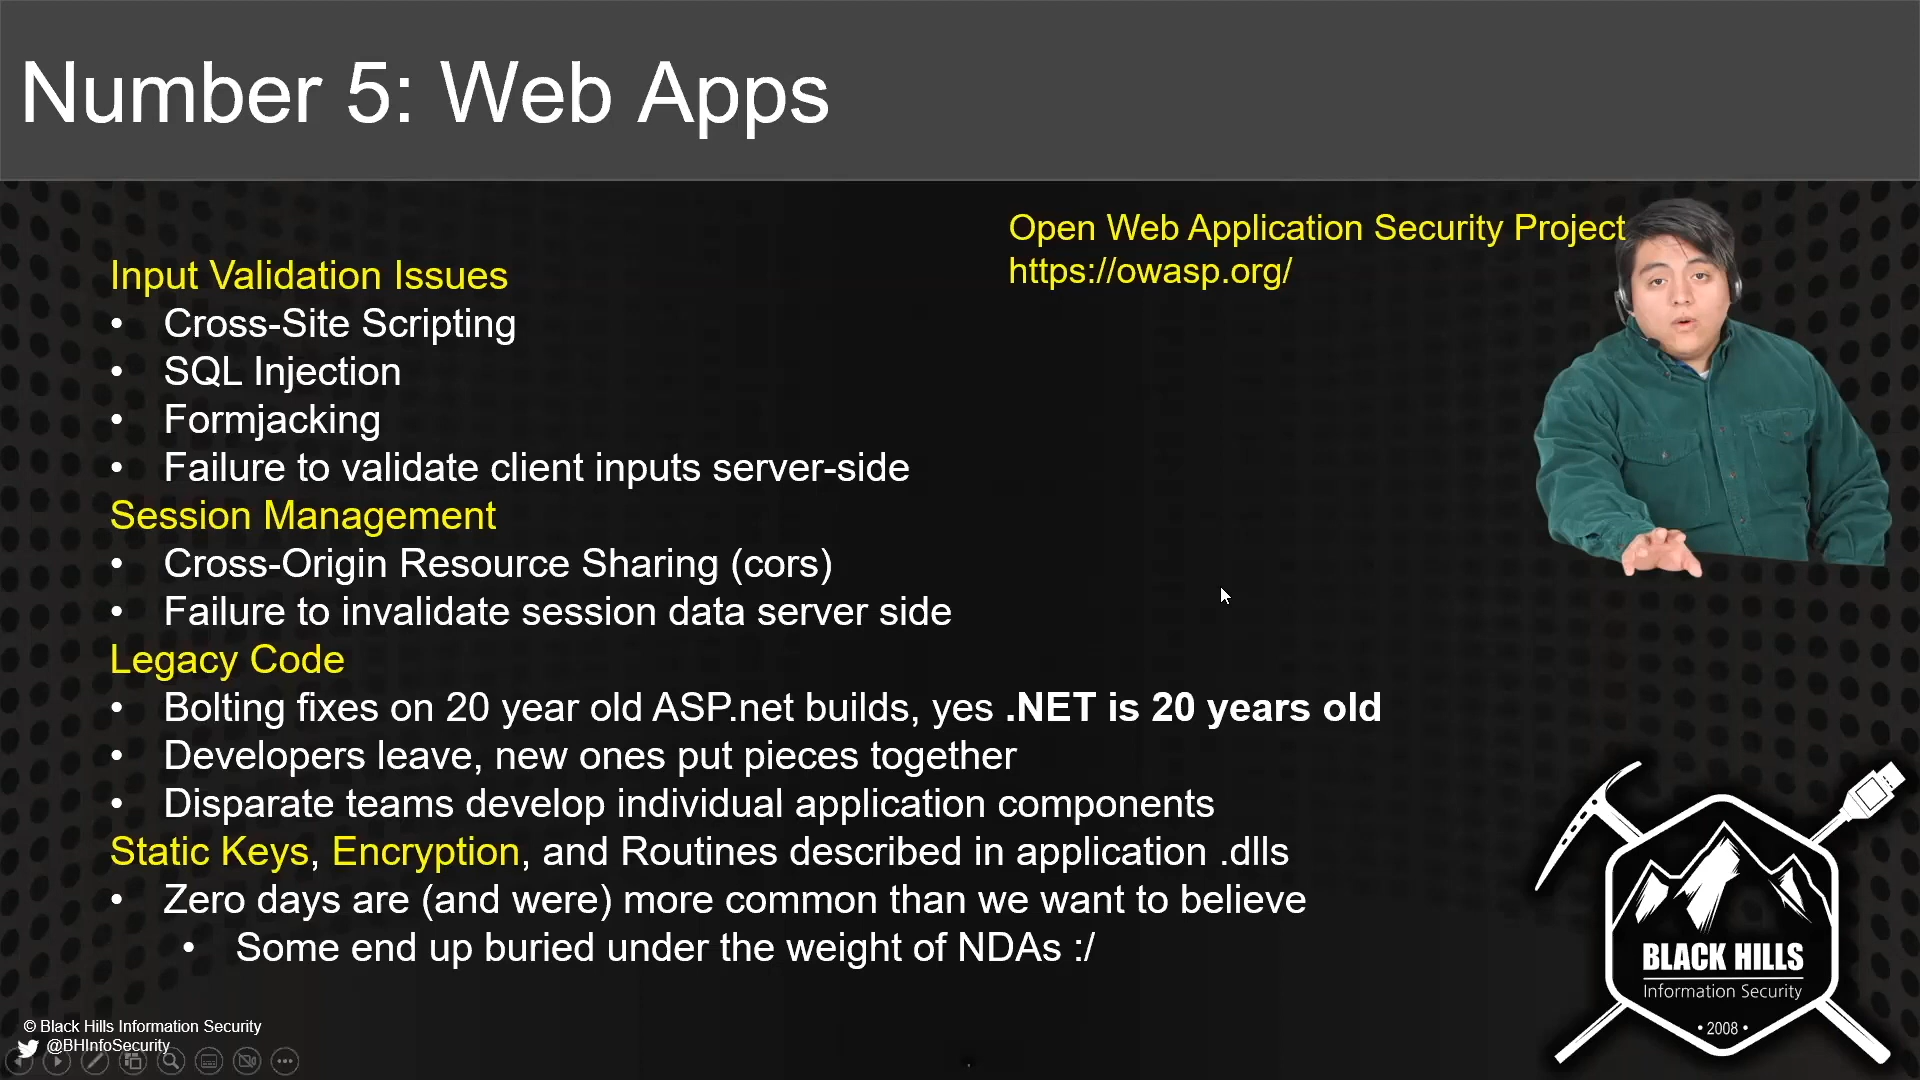 Number 5: Web Apps
Open Web Application Security Project
https://owasp.org/
Input Validation Issues
• Cross-Site Scripting
• SQL Injection
• Formjacking
• Failure to validate client inputs server-side
Session Management
• Cross-Origin Resource Sharing (cors)
• Failure to invalidate session data server side
Legacy Code
• Bolting fixes on 20 year old ASP.net builds, yes .NET is 20 years old
• Developers leave, new ones put pieces together
• Disparate teams develop individual application components
Static Keys, Encryption, and Routines described in application .dlls
• Zero days are (and were) more common than we want to believe
• Some end up buried under the weight of NDAs :/
BLACK HILLS
Information Security
• 2008 •
© Black Hills Information Security
@BHInfoSecurity